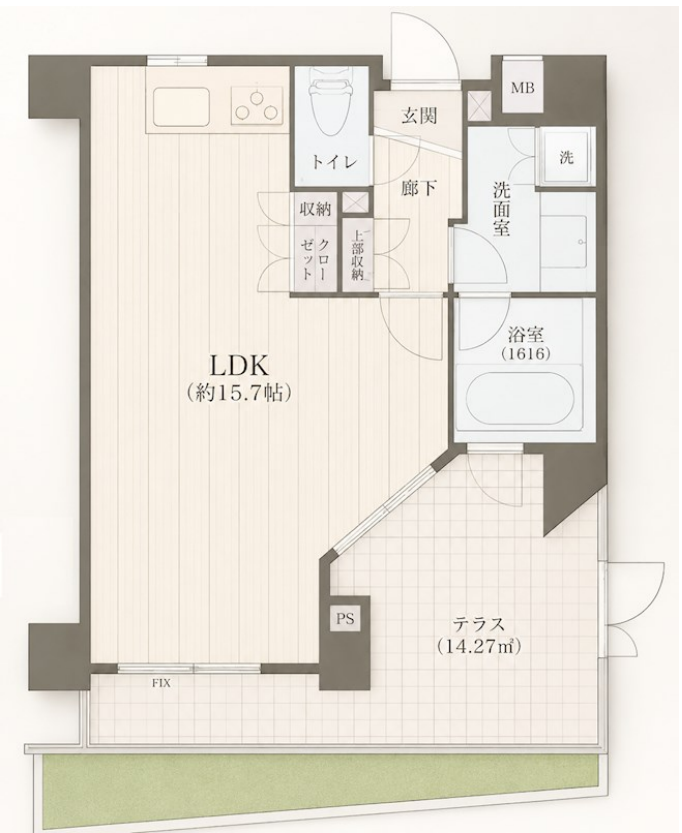 MB
玄関
洗
トイレ
廊下
洗面室
収納
クローゼット
上部収納
浴室
(1616)
LDK
(約15.7帖)
PS
テラス
(14.27㎡)
FIX